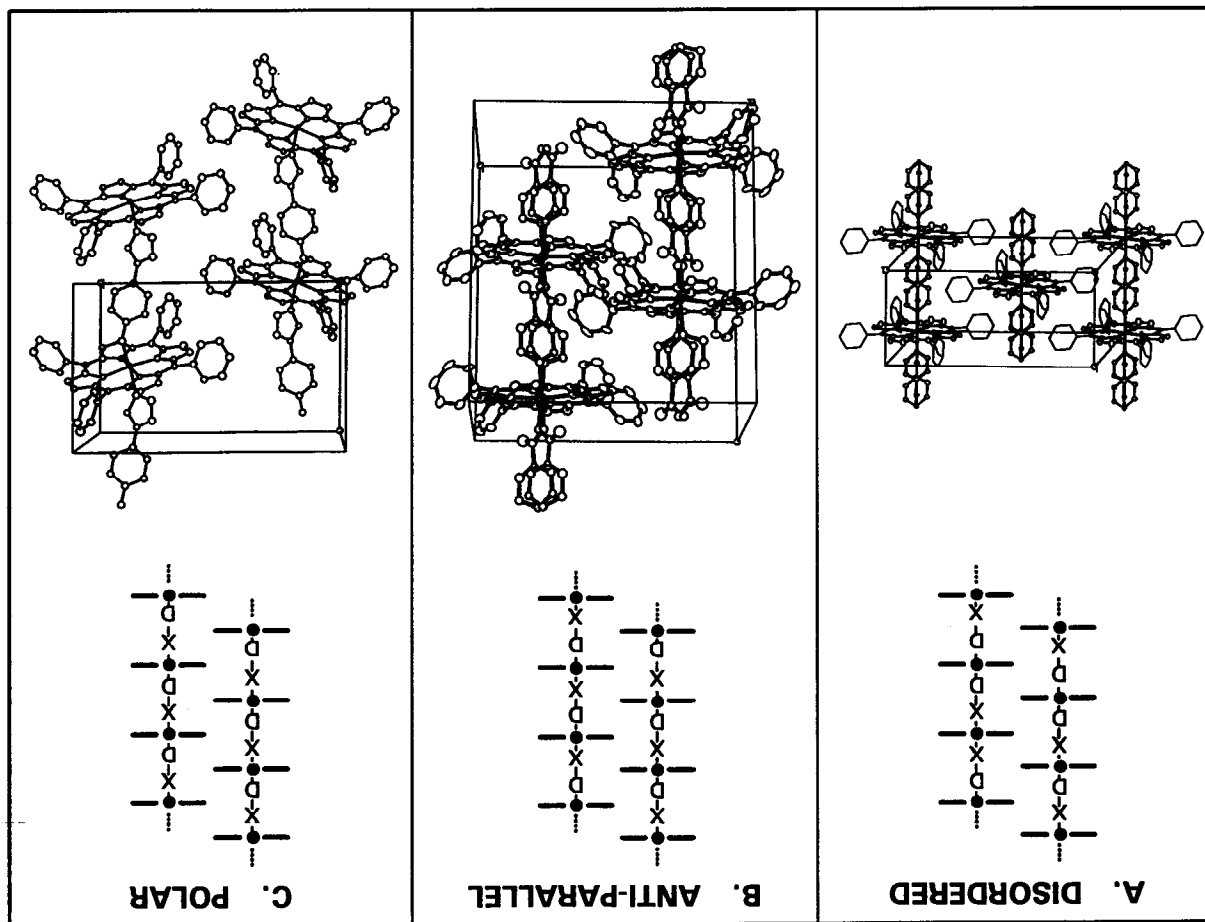 A. DISORDERED
X-D
X-D
D-X
D-X
X-D
D-X
B. ANTI-PARALLEL
X-D
X-D
X-D
D-X
D-X
D-X
C. POLAR
X-D
X-D
X-D
X-D
X-D
X-D